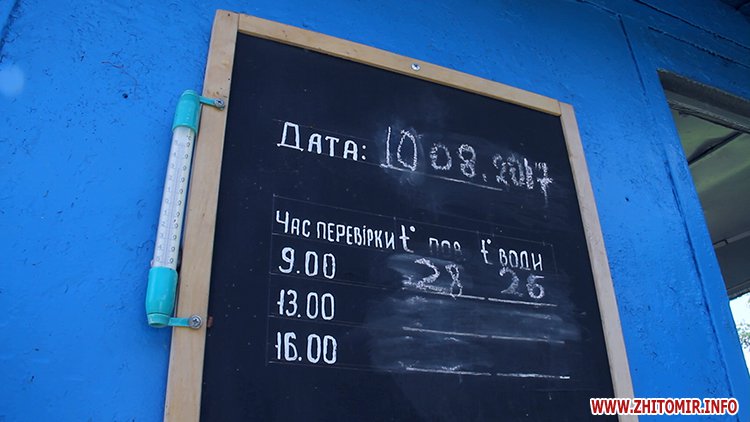 ДАТА: 10 08. 2017
ЧАС ПЕРЕВІРКИ t° ПОВ. t° ВОДИ
9.00 28 26
13.00
16.00
WWW.ZHITOMIR.INFO